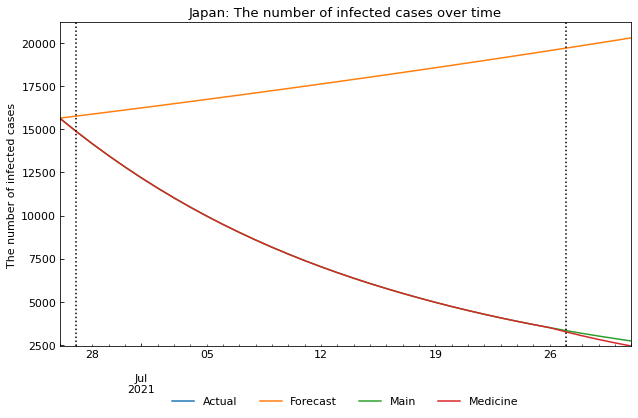 Japan: The number of infected cases over time
The number of infected cases
20000
17500
15000
12500
10000
7500
5000
2500
28 05 12 19 26
Jul
2021
Actual Forecast Main Medicine